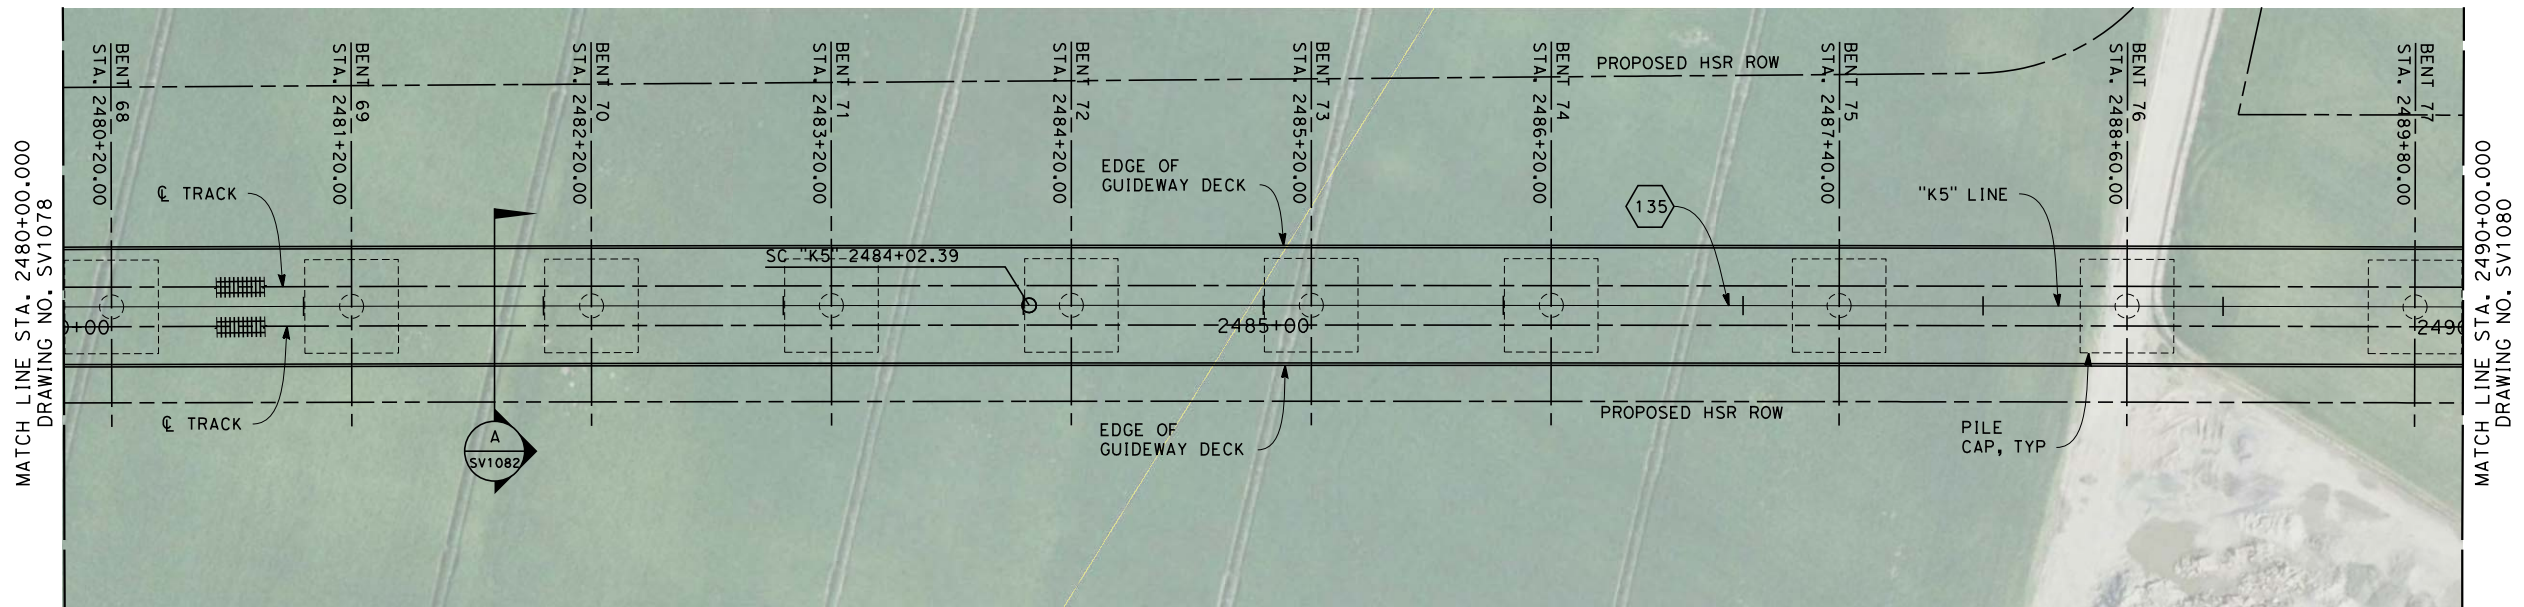 MATCH LINE STA. 2480+00.000
DRAWING NO. SV1078
BENT 68
STA. 2480+20.00
BENT 69
STA. 2481+20.00
BENT 70
STA. 2482+20.00
BENT 71
STA. 2483+20.00
BENT 72
STA. 2484+20.00
BENT 73
STA. 2485+20.00
BENT 74
STA. 2486+20.00
BENT 75
STA. 2487+40.00
BENT 76
STA. 2488+60.00
BENT 77
STA. 2489+80.00
PROPOSED HSR ROW
EDGE OF
GUIDEWAY DECK
℄ TRACK
135
"K5" LINE
SC "K5" 2484+02.39
0+00
2485+00
2490
℄ TRACK
A
SV1082
EDGE OF
GUIDEWAY DECK
PROPOSED HSR ROW
PILE
CAP, TYP
MATCH LINE STA. 2490+00.000
DRAWING NO. SV1080